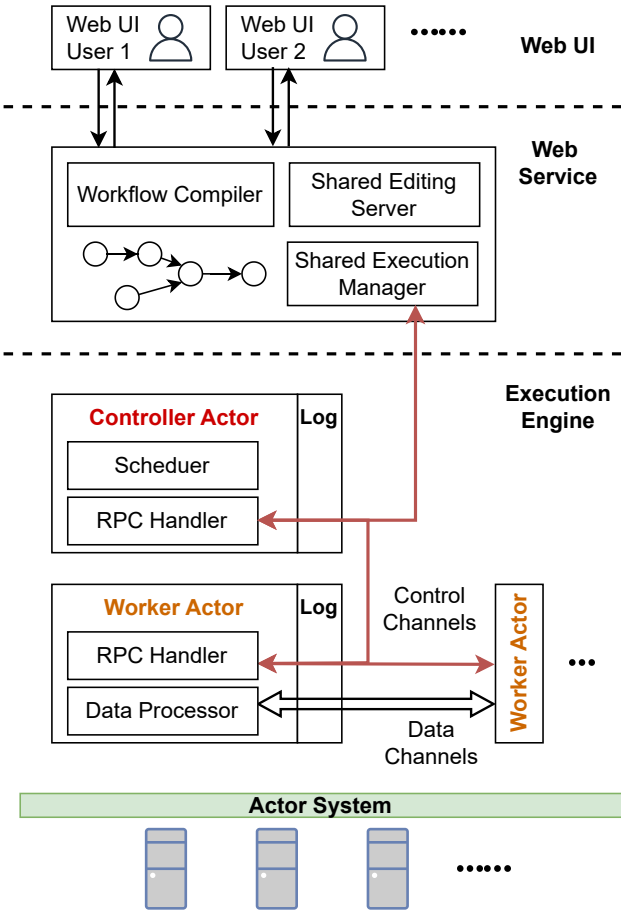 Web UI
User 1
Web UI
User 2
Web UI
Web
Service
Workflow Compiler
Shared Editing
Server
Shared Execution
Manager
Execution
Engine
Controller Actor
Log
Scheduer
RPC Handler
Worker Actor
Log
RPC Handler
Data Processor
Control
Channels
Data
Channels
Worker Actor
Actor System